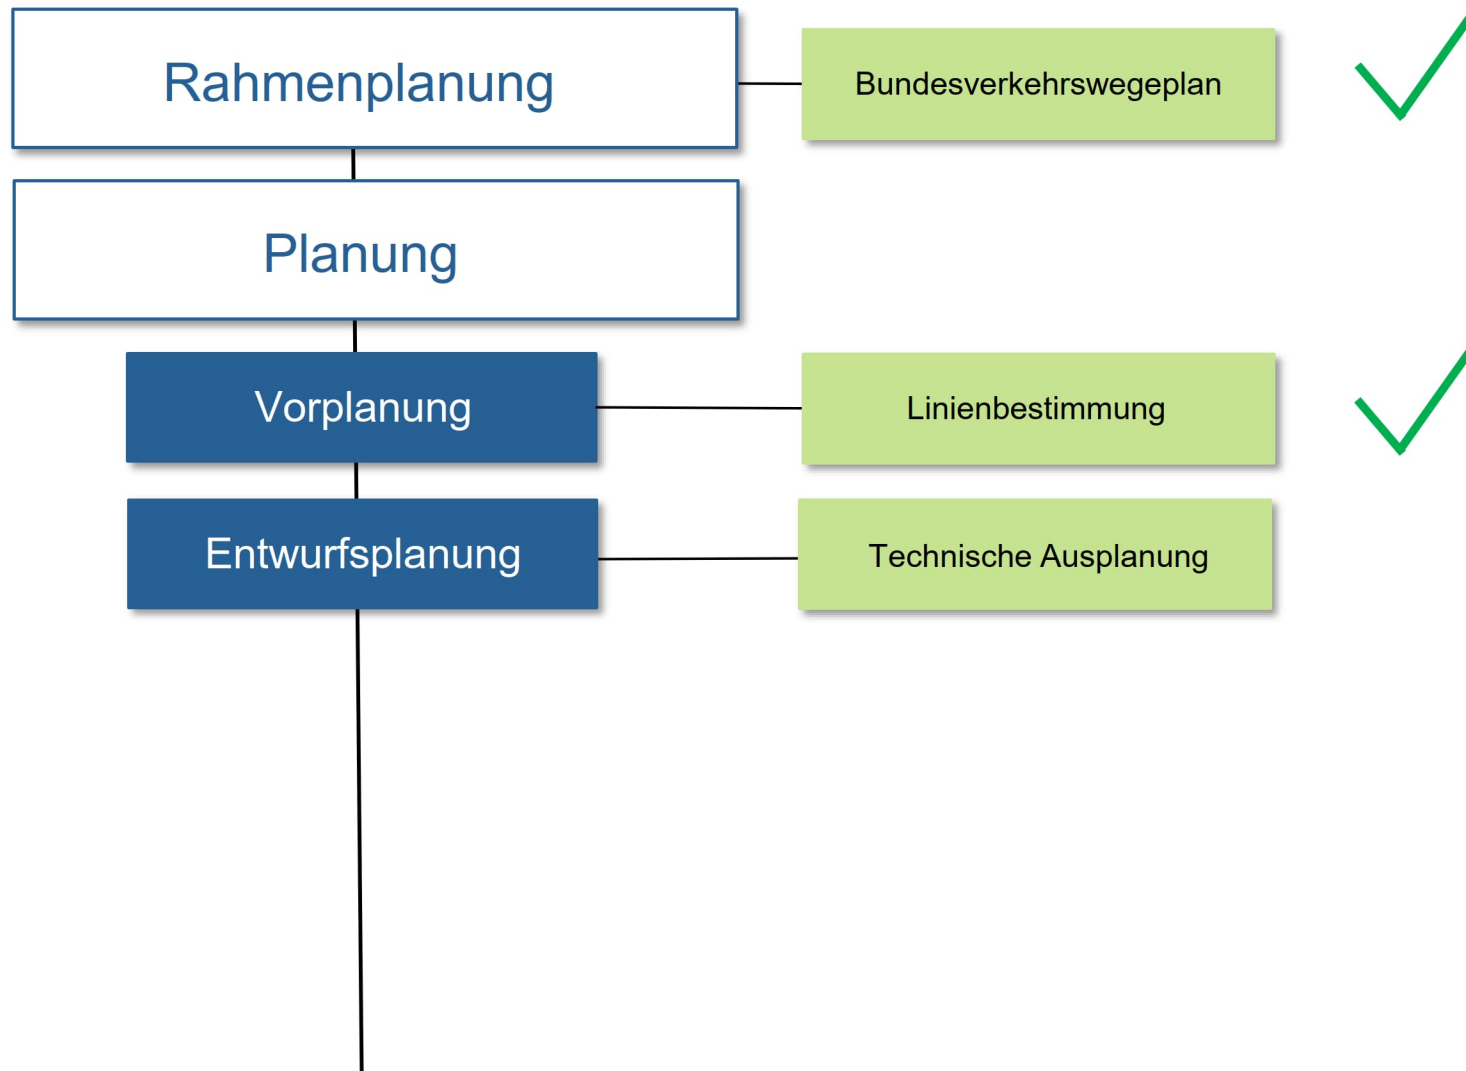 Rahmenplanung
Bundesverkehrswegeplan
Planung
Vorplanung
Linienbestimmung
Entwurfsplanung
Technische Ausplanung